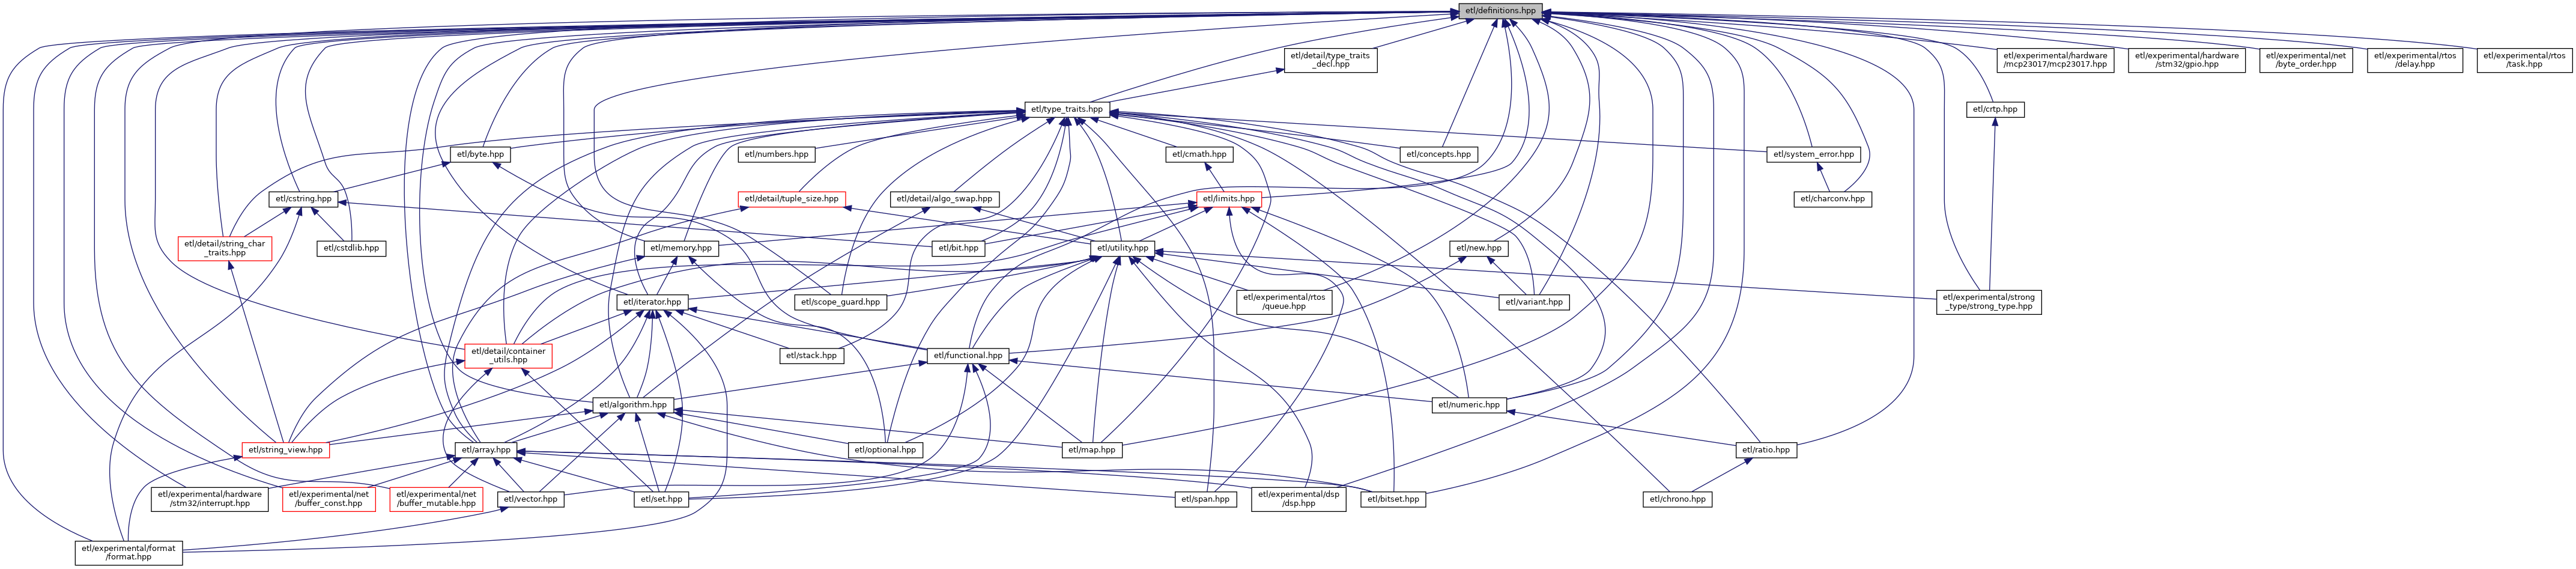 etl/definitions.hpp
etl/detail/type_traits
_decl.hpp
etl/experimental/hardware
/mcp23017/mcp23017.hpp
etl/experimental/hardware
/stm32/gpio.hpp
etl/experimental/net
/byte_order.hpp
etl/experimental/rtos
/delay.hpp
etl/experimental/rtos
/task.hpp
etl/type_traits.hpp
etl/crtp.hpp
etl/byte.hpp
etl/numbers.hpp
etl/cmath.hpp
etl/concepts.hpp
etl/system_error.hpp
etl/cstring.hpp
etl/detail/tuple_size.hpp
etl/detail/algo_swap.hpp
etl/limits.hpp
etl/charconv.hpp
etl/detail/string_char
_traits.hpp
etl/cstdlib.hpp
etl/memory.hpp
etl/bit.hpp
etl/utility.hpp
etl/new.hpp
etl/iterator.hpp
etl/scope_guard.hpp
etl/experimental/rtos
/queue.hpp
etl/variant.hpp
etl/experimental/strong
_type/strong_type.hpp
etl/detail/container
_utils.hpp
etl/stack.hpp
etl/functional.hpp
etl/algorithm.hpp
etl/numeric.hpp
etl/string_view.hpp
etl/array.hpp
etl/optional.hpp
etl/map.hpp
etl/ratio.hpp
etl/experimental/hardware
/stm32/interrupt.hpp
etl/experimental/net
/buffer_const.hpp
etl/experimental/net
/buffer_mutable.hpp
etl/vector.hpp
etl/set.hpp
etl/span.hpp
etl/experimental/dsp
/dsp.hpp
etl/bitset.hpp
etl/chrono.hpp
etl/experimental/format
/format.hpp